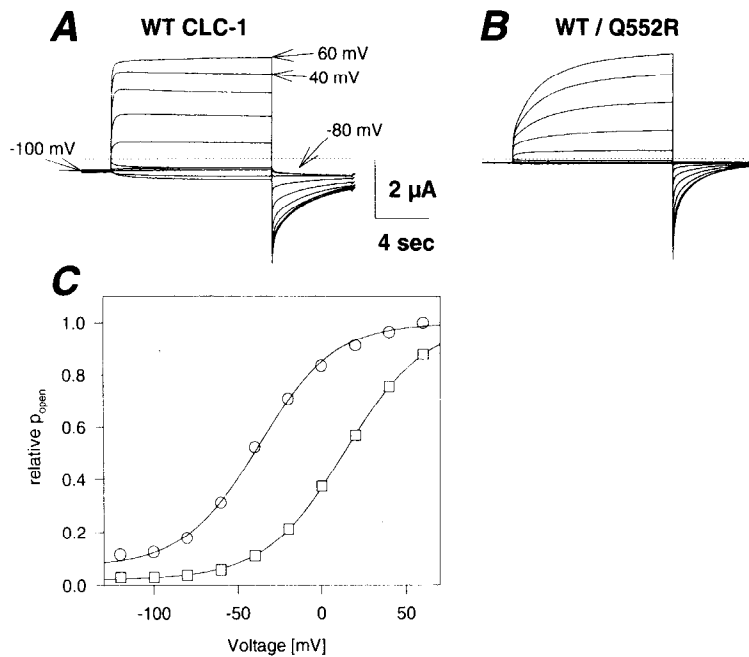 A WT CLC-1
B WT / Q552R
60 mV
40 mV
-80 mV
-100 mV
2 µA
4 sec
C
1.0
0.8
0.6
0.4
0.2
0.0
relative p_open
-100
-50
0
50
Voltage [mV]